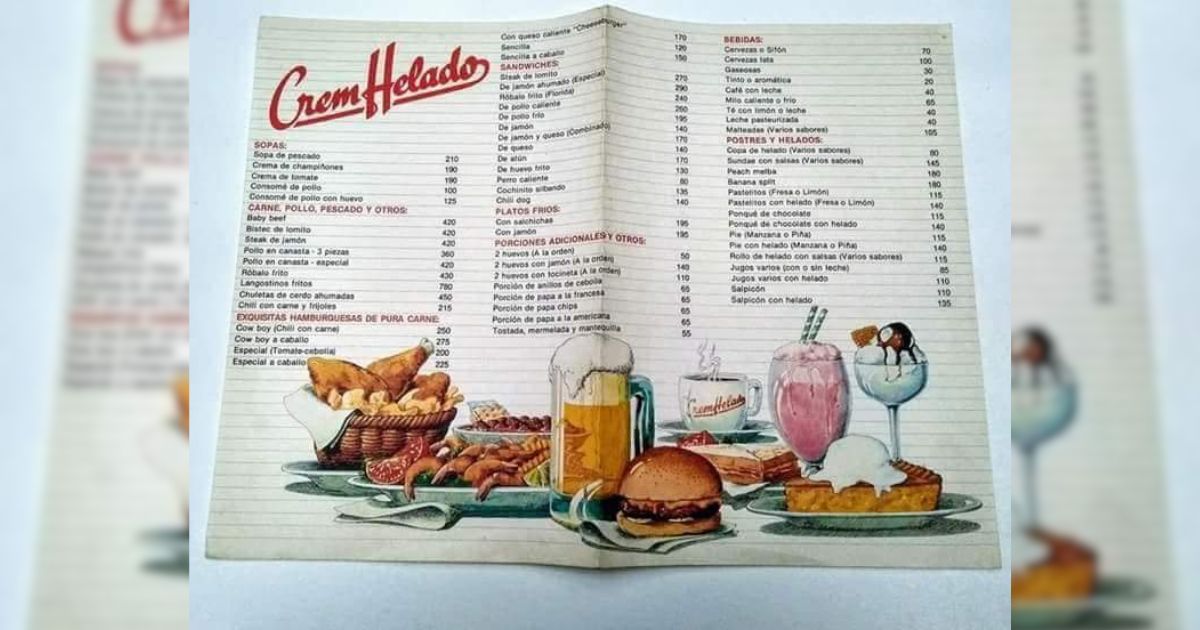 CremHelado
SOPAS:
Sopa de pescado 210
Crema de champiñones 190
Crema de tomate 190
Consomé de pollo 100
Consomé de pollo con huevo 125
CARNE, POLLO, PESCADO Y OTROS:
Baby beef 420
Bistec de lomito 420
Steak de jamón 420
Pollo en canasta - 3 piezas 360
Pollo en canasta - especial 420
Róbalo frito 430
Langostinos fritos 780
Chuletas de cerdo ahumadas 450
Chili con carne y frijoles 215
EXQUISITAS HAMBURGUESAS DE PURA CARNE:
Cow boy (Chili con carne) 250
Cow boy a caballo 275
Especial (Tomate-cebolla) 200
Especial a caballo 225
Con queso caliente "Cheeseburger" 170
Sencilla 120
Sencilla a caballo 150
SANDWICHES:
Steak de lomito 270
De jamón ahumado (Especial) 290
Róbalo frito (Florida) 240
De pollo caliente 260
De pollo frío 195
De jamón 140
De jamón y queso (Combinado) 170
De queso 140
De atún 170
De huevo frito 130
Perro caliente 80
Cochinito silbando 135
Chili dog 140
PLATOS FRIOS:
Con salchichas 195
Con jamón 195
PORCIONES ADICIONALES Y OTROS:
2 huevos (A la orden) 50
2 huevos con jamón (A la orden) 140
2 huevos con tocineta (A la orden) 110
Porción de anillos de cebolla 65
Porción de papa a la francesa 65
Porción de papa chips 65
Porción de papa a la americana 65
Tostada, mermelada y mantequilla 55
BEBIDAS:
Cervezas o Sifón 70
Cervezas lata 100
Gaseosas 30
Tinto o aromática 20
Café con leche 40
Milo caliente o frío 65
Té con limón o leche 40
Leche pasteurizada 40
Malteadas (Varios sabores) 105
POSTRES Y HELADOS:
Copa de helado (Varios sabores) 80
Sundae con salsas (Varios sabores) 145
Peach melba 180
Banana split 180
Pastelitos (Fresa o Limón) 115
Pastelitos con helado (Fresa o Limón) 140
Ponqué de chocolate 115
Ponqué de chocolate con helado 140
Pie (Manzana o Piña) 115
Pie con helado (Manzana o Piña) 140
Rollo de helado con salsas (Varios sabores) 115
Jugos varios (con o sin leche) 85
Jugos varios con helado 110
Salpicón 110
Salpicón con helado 135
CremHelado